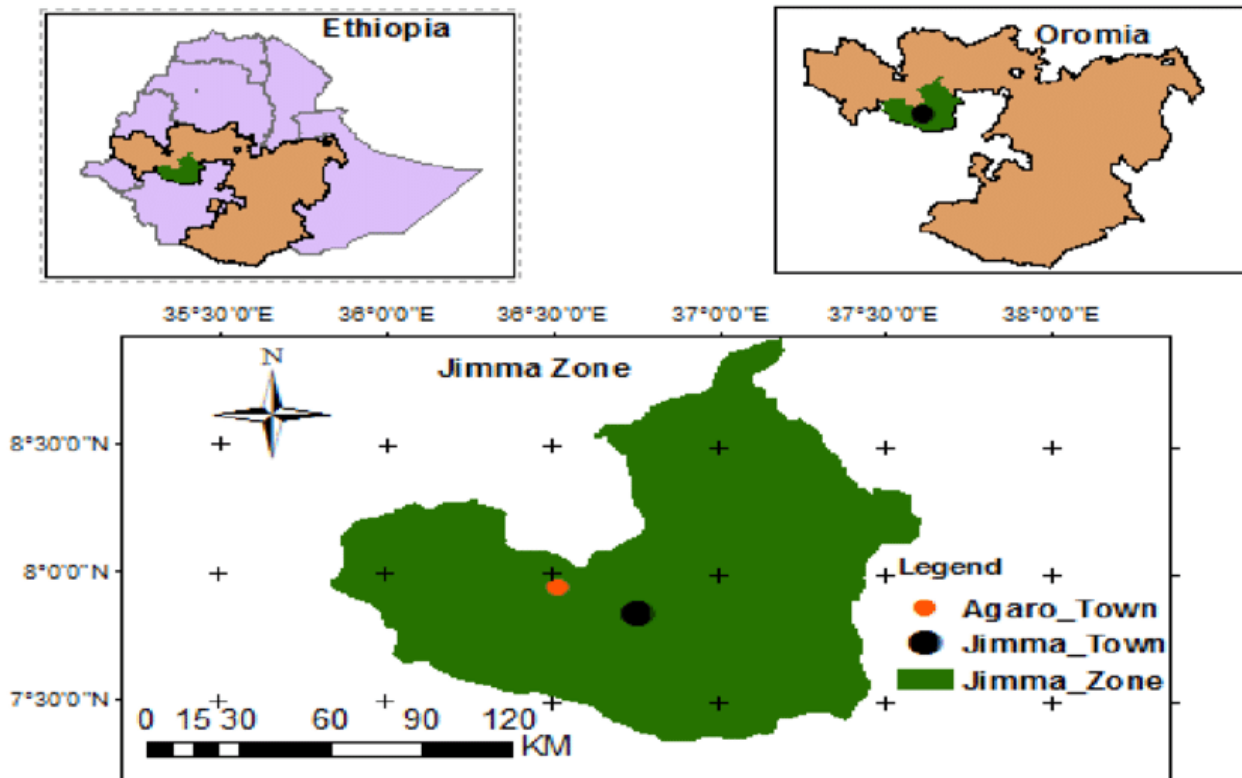 Ethiopia
Oromia
35°30'0"E 36°0'0"E 36°30'0"E 37°0'0"E 37°30'0"E 38°0'0"E
N
Jimma Zone
8°30'0"N
8°0'0"N
Legend
Agaro_Town
Jimma_Town
Jimma_Zone
7°30'0"N
0 15 30 60 90 120
KM